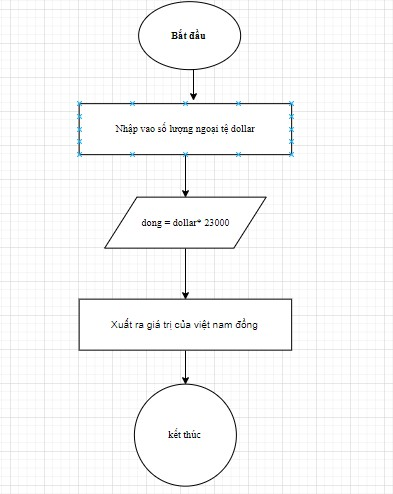 Bắt đầu
Nhập vao số lượng ngoại tệ dollar
dong = dollar* 23000
Xuất ra giá trị của việt nam đồng
kết thúc